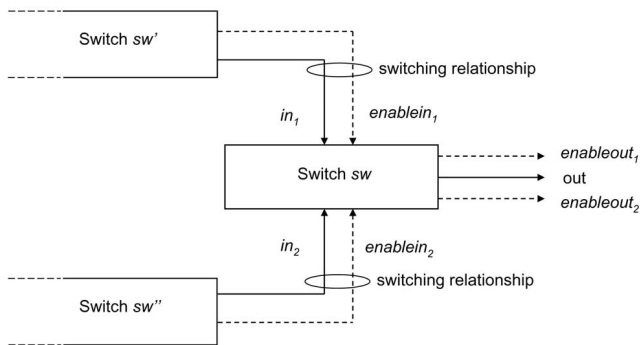 Switch sw'
switching relationship
in1
enablein1
Switch sw
enableout1
out
enableout2
in2
enablein2
switching relationship
Switch sw''